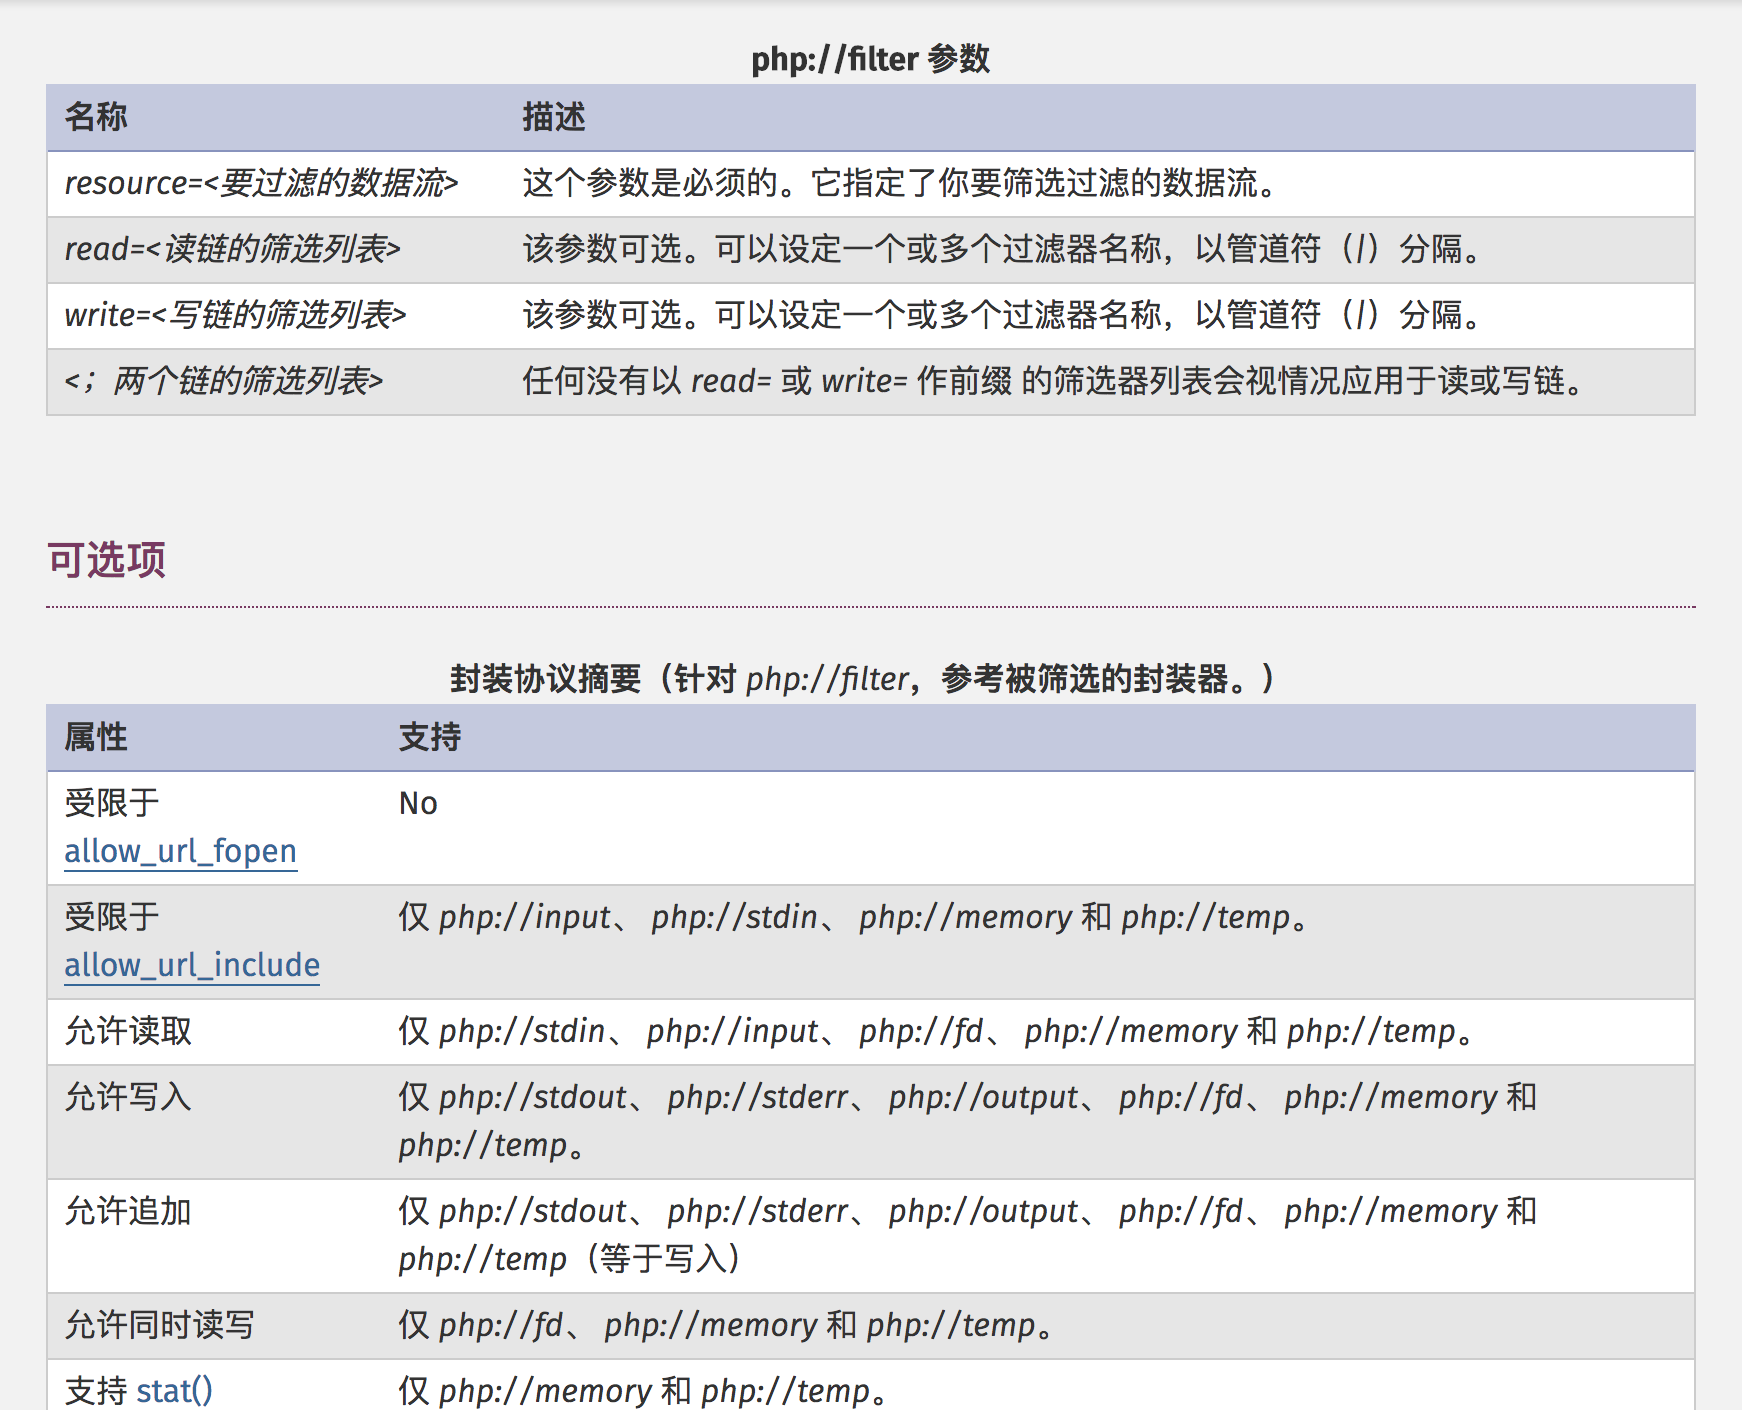 php://filter 参数
名称 描述
resource=<要过滤的数据流> 这个参数是必须的。它指定了你要筛选过滤的数据流。
read=<读链的筛选列表> 该参数可选。可以设定一个或多个过滤器名称，以管道符（|）分隔。
write=<写链的筛选列表> 该参数可选。可以设定一个或多个过滤器名称，以管道符（|）分隔。
<；两个链的筛选列表> 任何没有以 read= 或 write= 作前缀 的筛选器列表会视情况应用于读或写链。
可选项
封装协议摘要（针对 php://filter，参考被筛选的封装器。）
属性 支持
受限于 No
allow_url_fopen
受限于 仅 php://input、 php://stdin、 php://memory 和 php://temp。
allow_url_include
允许读取 仅 php://stdin、 php://input、 php://fd、 php://memory 和 php://temp。
允许写入 仅 php://stdout、 php://stderr、 php://output、 php://fd、 php://memory 和
php://temp。
允许追加 仅 php://stdout、 php://stderr、 php://output、 php://fd、 php://memory 和
php://temp（等于写入）
允许同时读写 仅 php://fd、 php://memory 和 php://temp。
支持 stat() 仅 php://memory 和 php://temp。